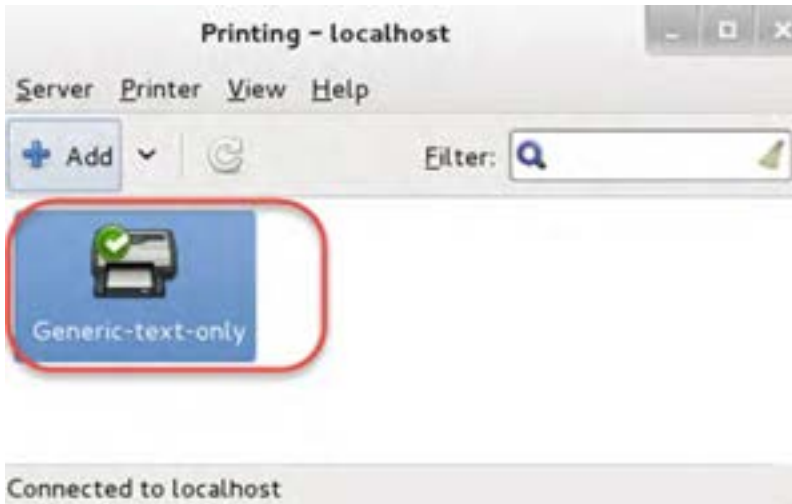 Printing – localhost
Server Printer View Help
Add Filter:
Generic-text-only
Connected to localhost